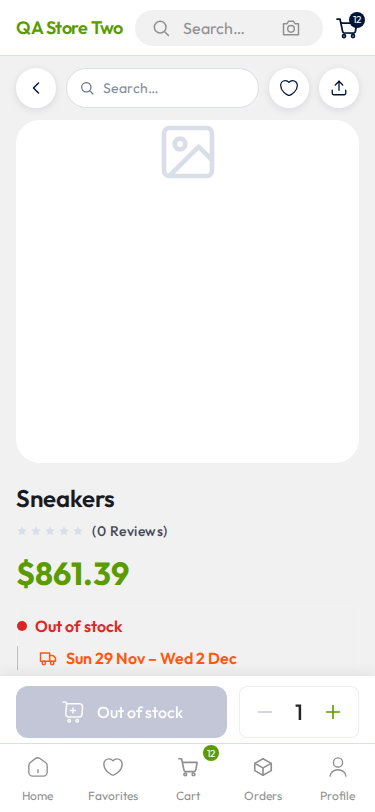 QA Store Two
Search...
12
Search...
Sneakers
(0 Reviews)
$861.39
Out of stock
Sun 29 Nov – Wed 2 Dec
Out of stock
1
12
Home
Favorites
Cart
Orders
Profile